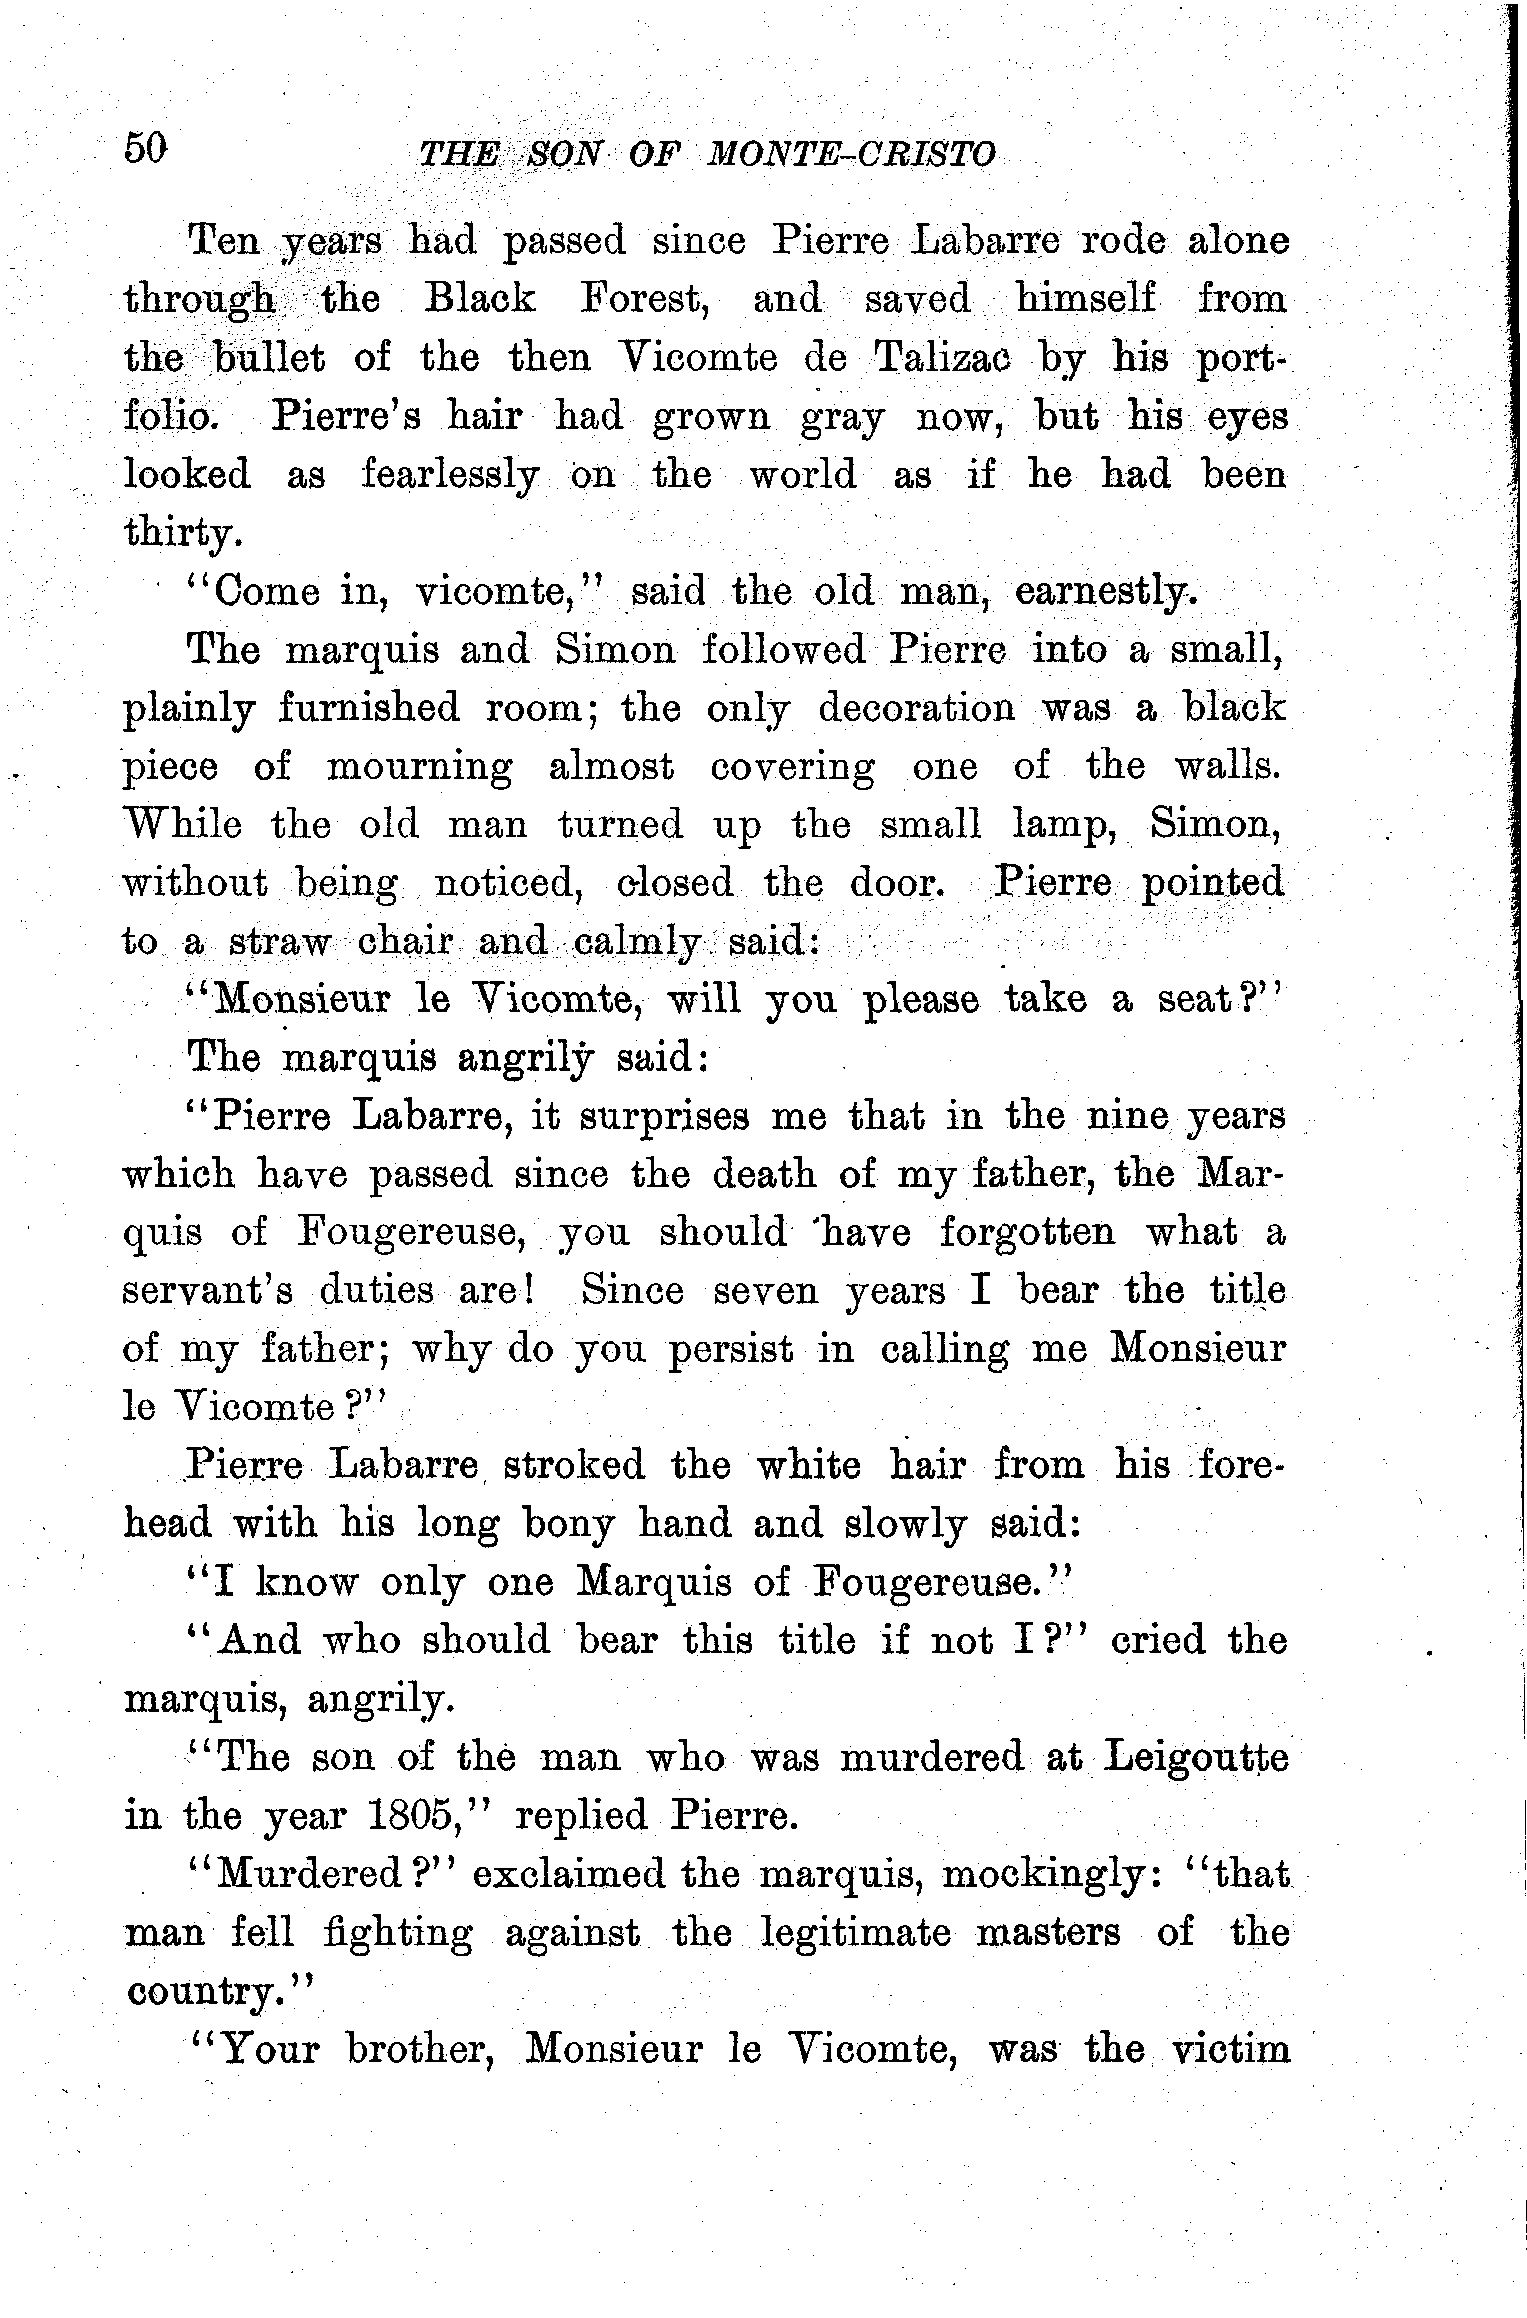 50 THE SON OF MONTE-CRISTO
Ten years had passed since Pierre Labarre rode alone
through the Black Forest, and saved himself from
the bullet of the then Vicomte de Talizac by his port-
folio. Pierre's hair had grown gray now, but his eyes
looked as fearlessly on the world as if he had been
thirty.
"Come in, vicomte," said the old man, earnestly.
The marquis and Simon followed Pierre into a small,
plainly furnished room; the only decoration was a black
piece of mourning almost covering one of the walls.
While the old man turned up the small lamp, Simon,
without being noticed, closed the door. Pierre pointed
to a straw chair and calmly said:
"Monsieur le Vicomte, will you please take a seat?"
The marquis angrily said:
"Pierre Labarre, it surprises me that in the nine years
which have passed since the death of my father, the Mar-
quis of Fougereuse, you should have forgotten what a
servant's duties are! Since seven years I bear the title
of my father; why do you persist in calling me Monsieur
le Vicomte?"
Pierre Labarre stroked the white hair from his fore-
head with his long bony hand and slowly said:
"I know only one Marquis of Fougereuse."
"And who should bear this title if not I?" cried the
marquis, angrily.
"The son of the man who was murdered at Leigoutte
in the year 1805," replied Pierre.
"Murdered?" exclaimed the marquis, mockingly: "that
man fell fighting against the legitimate masters of the
country."
"Your brother, Monsieur le Vicomte, was the victim